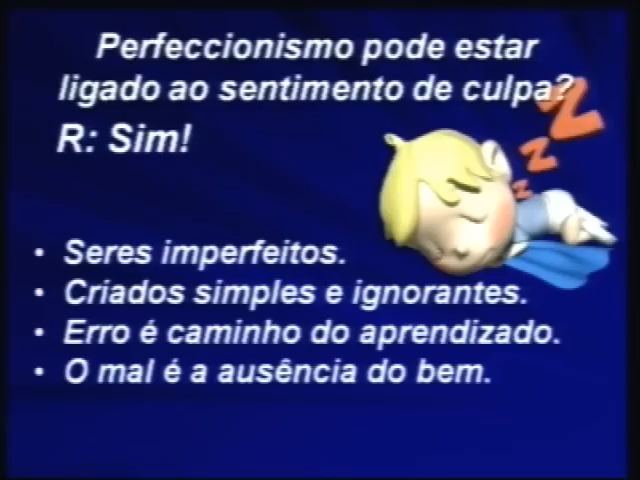 Perfeccionismo pode estar
ligado ao sentimento de culpa?
R: Sim!
Z
Z
Z
• Seres imperfeitos.
• Criados simples e ignorantes.
• Erro é caminho do aprendizado.
• O mal é a ausência do bem.